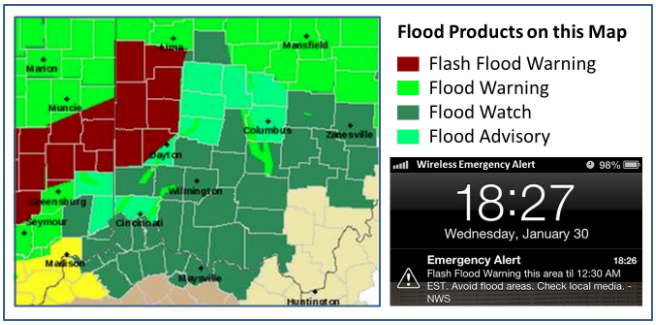 Flood Products on this Map
Flash Flood Warning
Flood Warning
Flood Watch
Flood Advisory
Lima
Mansfield
Marion
Muncie
Columbus
Zanesville
Dayton
Wilmington
Greensburg
Seymour
Cincinnati
Madison
Maysville
Huntington
Wireless Emergency Alert
98%
18:27
Wednesday, January 30
Emergency Alert 18:26
Flash Flood Warning this area til 12:30 AM
EST. Avoid flood areas. Check local media. -
NWS